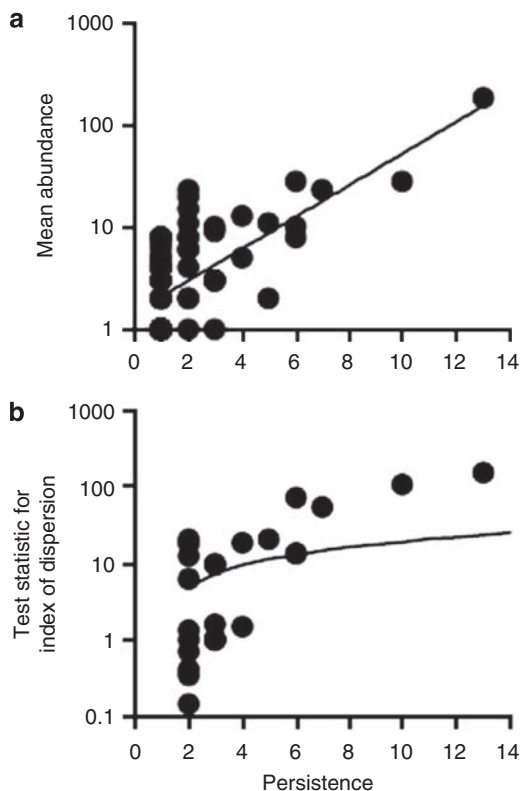 a
1000
100
10
1
Mean abundance
0 2 4 6 8 10 12 14
b
1000
100
10
1
0.1
Test statistic for
index of dispersion
0 2 4 6 8 10 12 14
Persistence